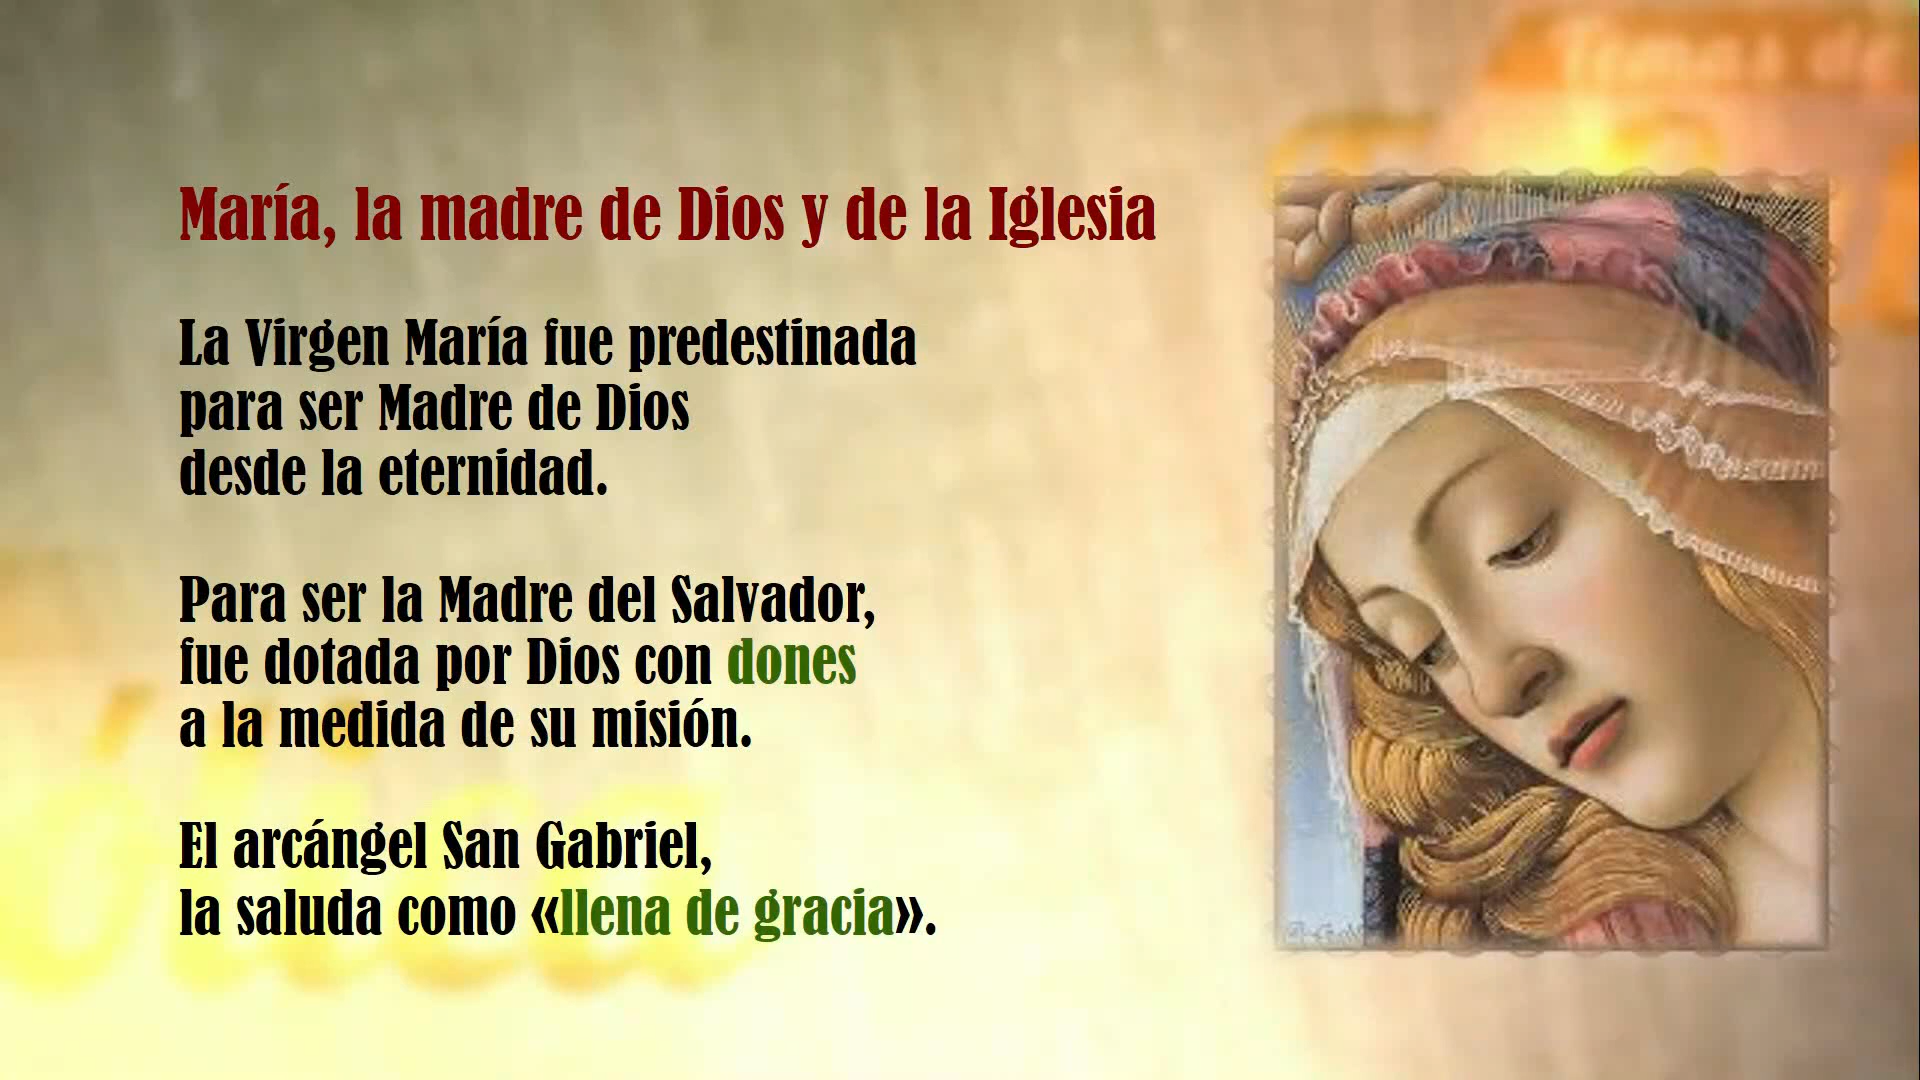 Temas de
María, la madre de Dios y de la Iglesia
La Virgen María fue predestinada
para ser Madre de Dios
desde la eternidad.
Para ser la Madre del Salvador,
fue dotada por Dios con dones
a la medida de su misión.
El arcángel San Gabriel,
la saluda como «llena de gracia».